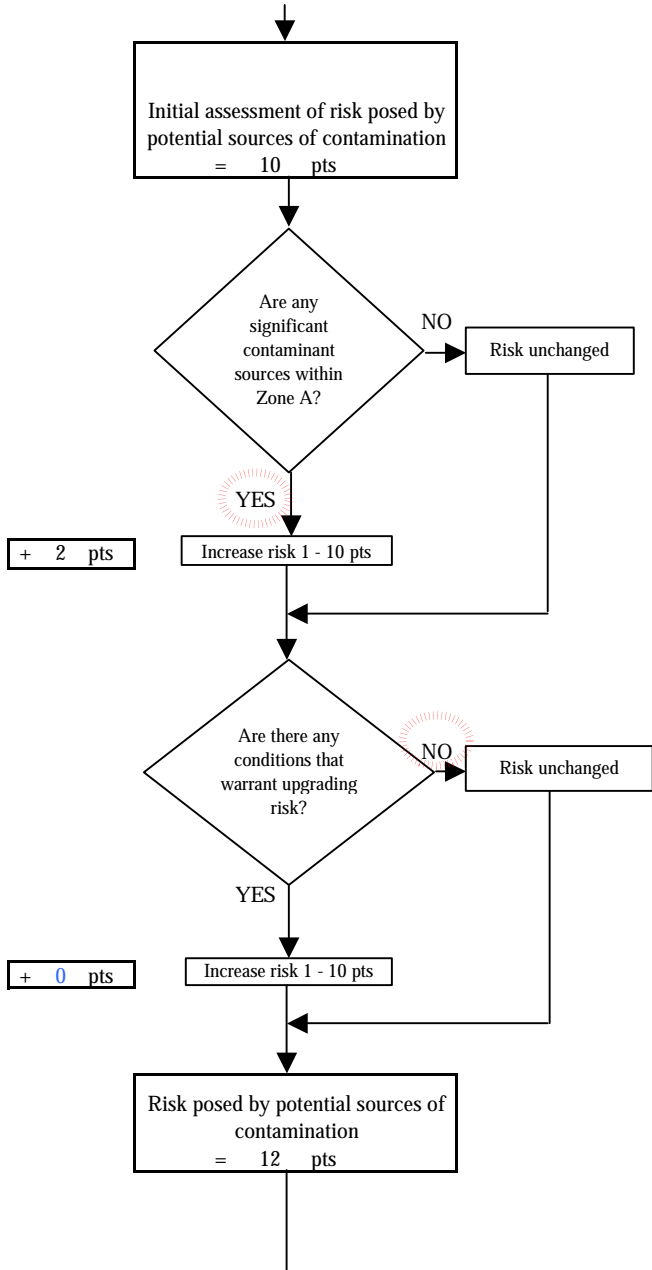 Initial assessment of risk posed by
potential sources of contamination
= 10 pts
Are any
significant
contaminant
sources within
Zone A?
NO
Risk unchanged
YES
+ 2 pts
Increase risk 1 - 10 pts
Are there any
conditions that
warrant upgrading
risk?
NO
Risk unchanged
YES
+ 0 pts
Increase risk 1 - 10 pts
Risk posed by potential sources of
contamination
= 12 pts